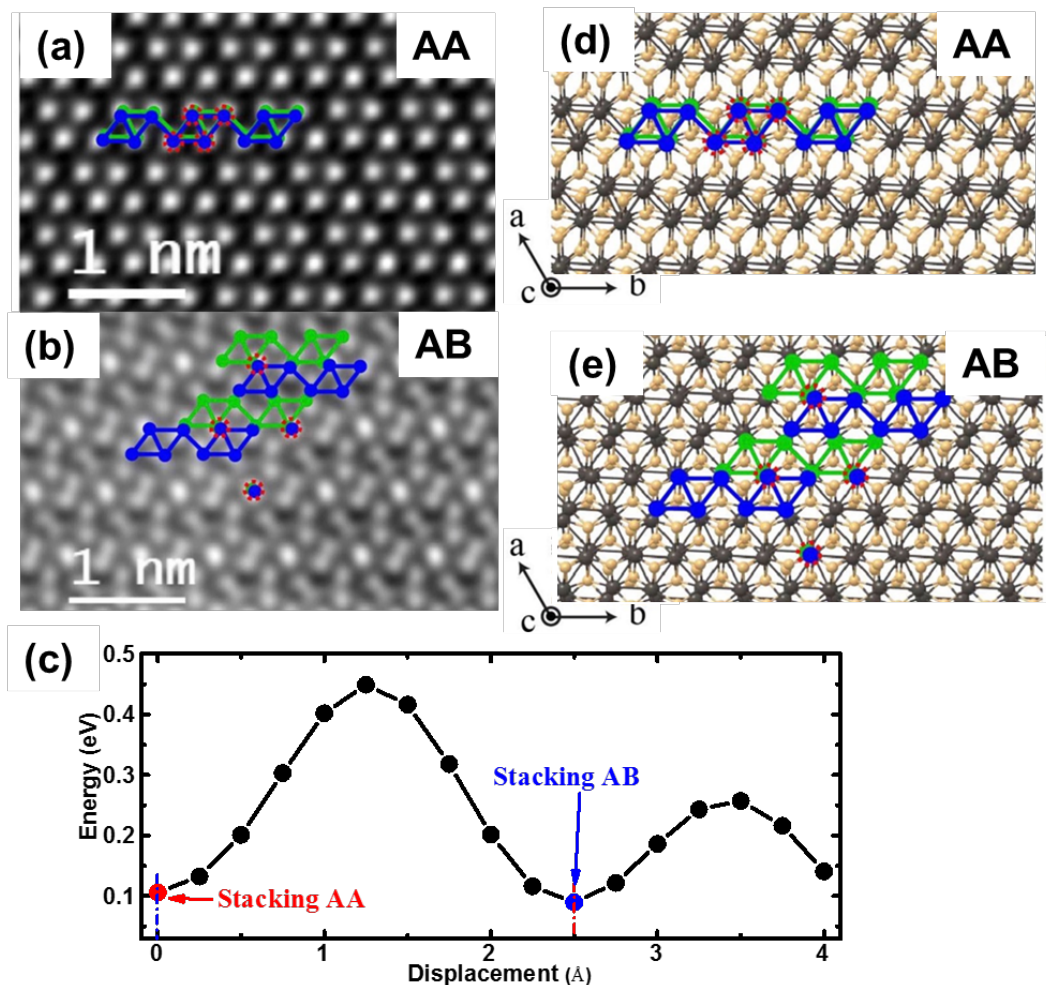 (a) AA
1 nm
(d) AA
a
c b
(b) AB
1 nm
(e) AB
a
c b
(c)
0.5
0.4
0.3
0.2
0.1
Energy (eV)
Stacking AB
Stacking AA
0 1 2 3 4
Displacement (Å)